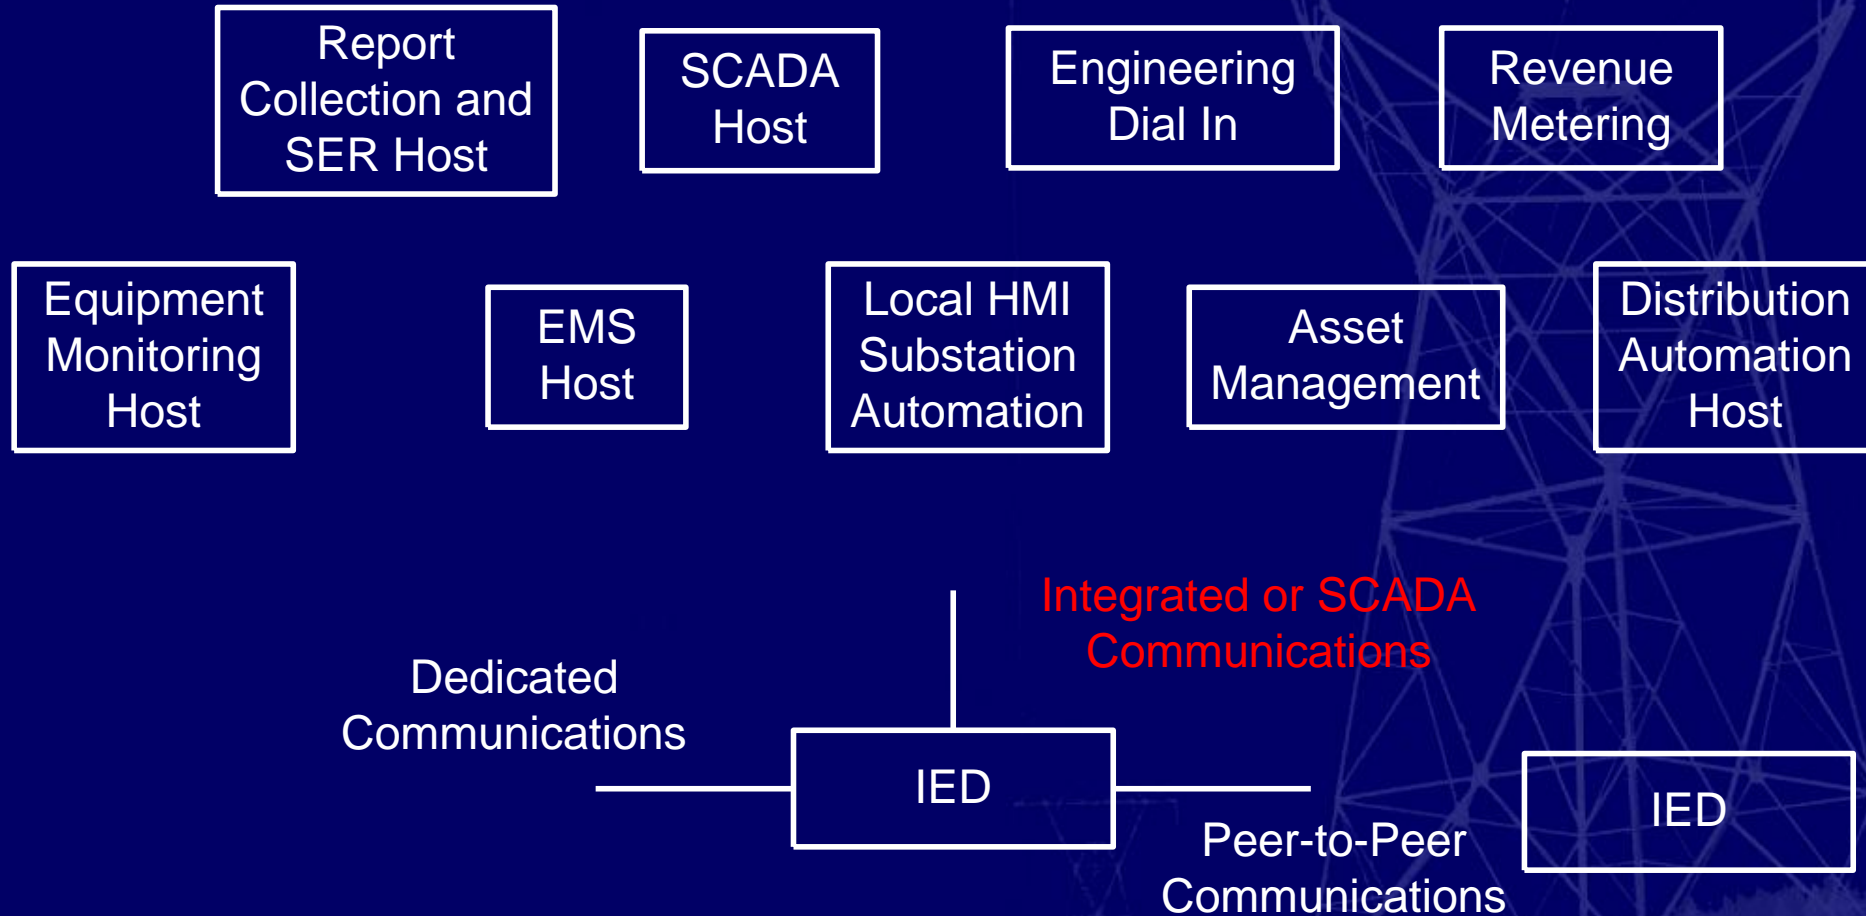 Report
Collection and
SER Host
SCADA
Host
Engineering
Dial In
Revenue
Metering
Equipment
Monitoring
Host
EMS
Host
Local HMI
Substation
Automation
Asset
Management
Distribution
Automation
Host
Integrated or SCADA
Communications
Dedicated
Communications
IED
Peer-to-Peer
Communications
IED